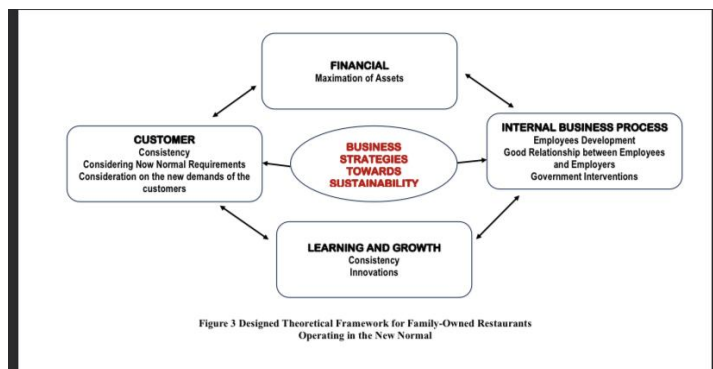 FINANCIAL
Maximation of Assets
CUSTOMER
Consistency
Considering Now Normal Requirements
Consideration on the new demands of the
customers
BUSINESS
STRATEGIES
TOWARDS
SUSTAINABILITY
INTERNAL BUSINESS PROCESS
Employees Development
Good Relationship between Employees
and Employers
Government Interventions
LEARNING AND GROWTH
Consistency
Innovations
Figure 3 Designed Theoretical Framework for Family-Owned Restaurants
Operating in the New Normal